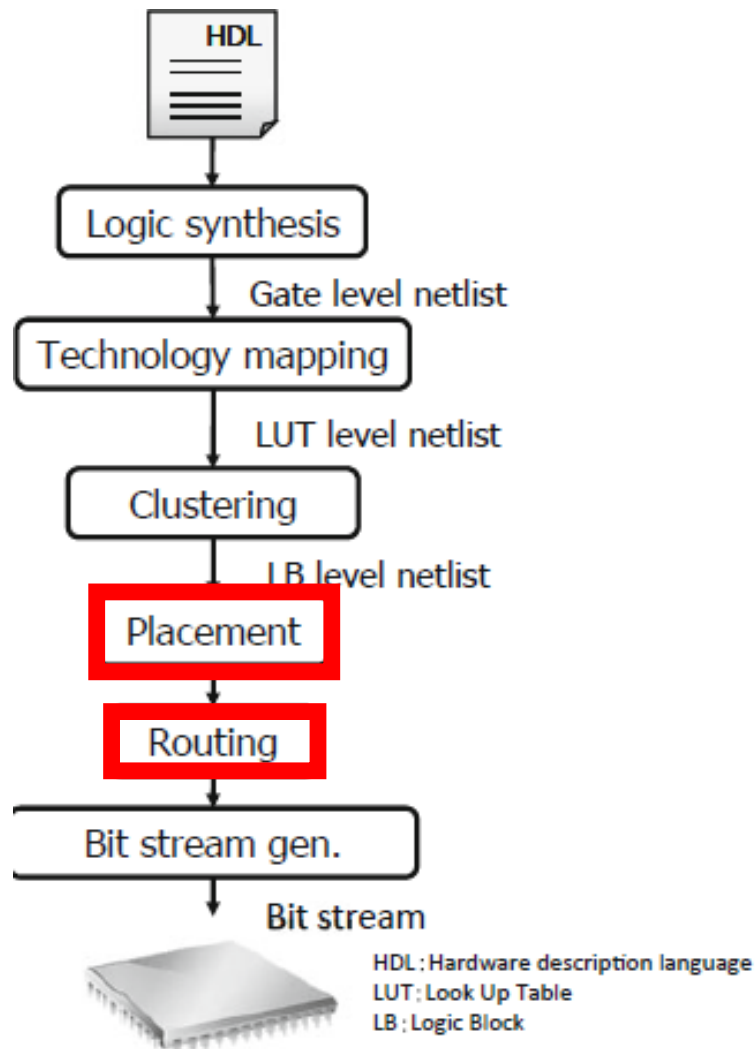 HDL
Logic synthesis
Gate level netlist
Technology mapping
LUT level netlist
Clustering
LB level netlist
Placement
Routing
Bit stream gen.
Bit stream
HDL : Hardware description language
LUT : Look Up Table
LB : Logic Block